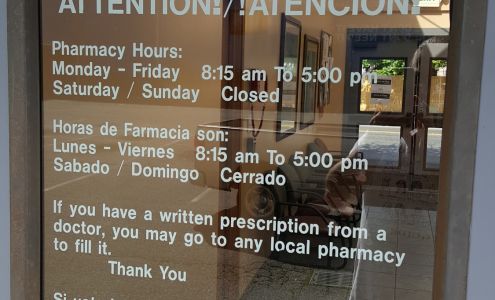 ATTENTION!/!ATENCION!
Pharmacy Hours:
Monday - Friday 8:15 am To 5:00 pm
Saturday / Sunday Closed
Horas de Farmacia son:
Lunes - Viernes 8:15 am To 5:00 pm
Sabado / Domingo Cerrado
If you have a written prescription from a
doctor, you may go to any local pharmacy
to fill it.
Thank You